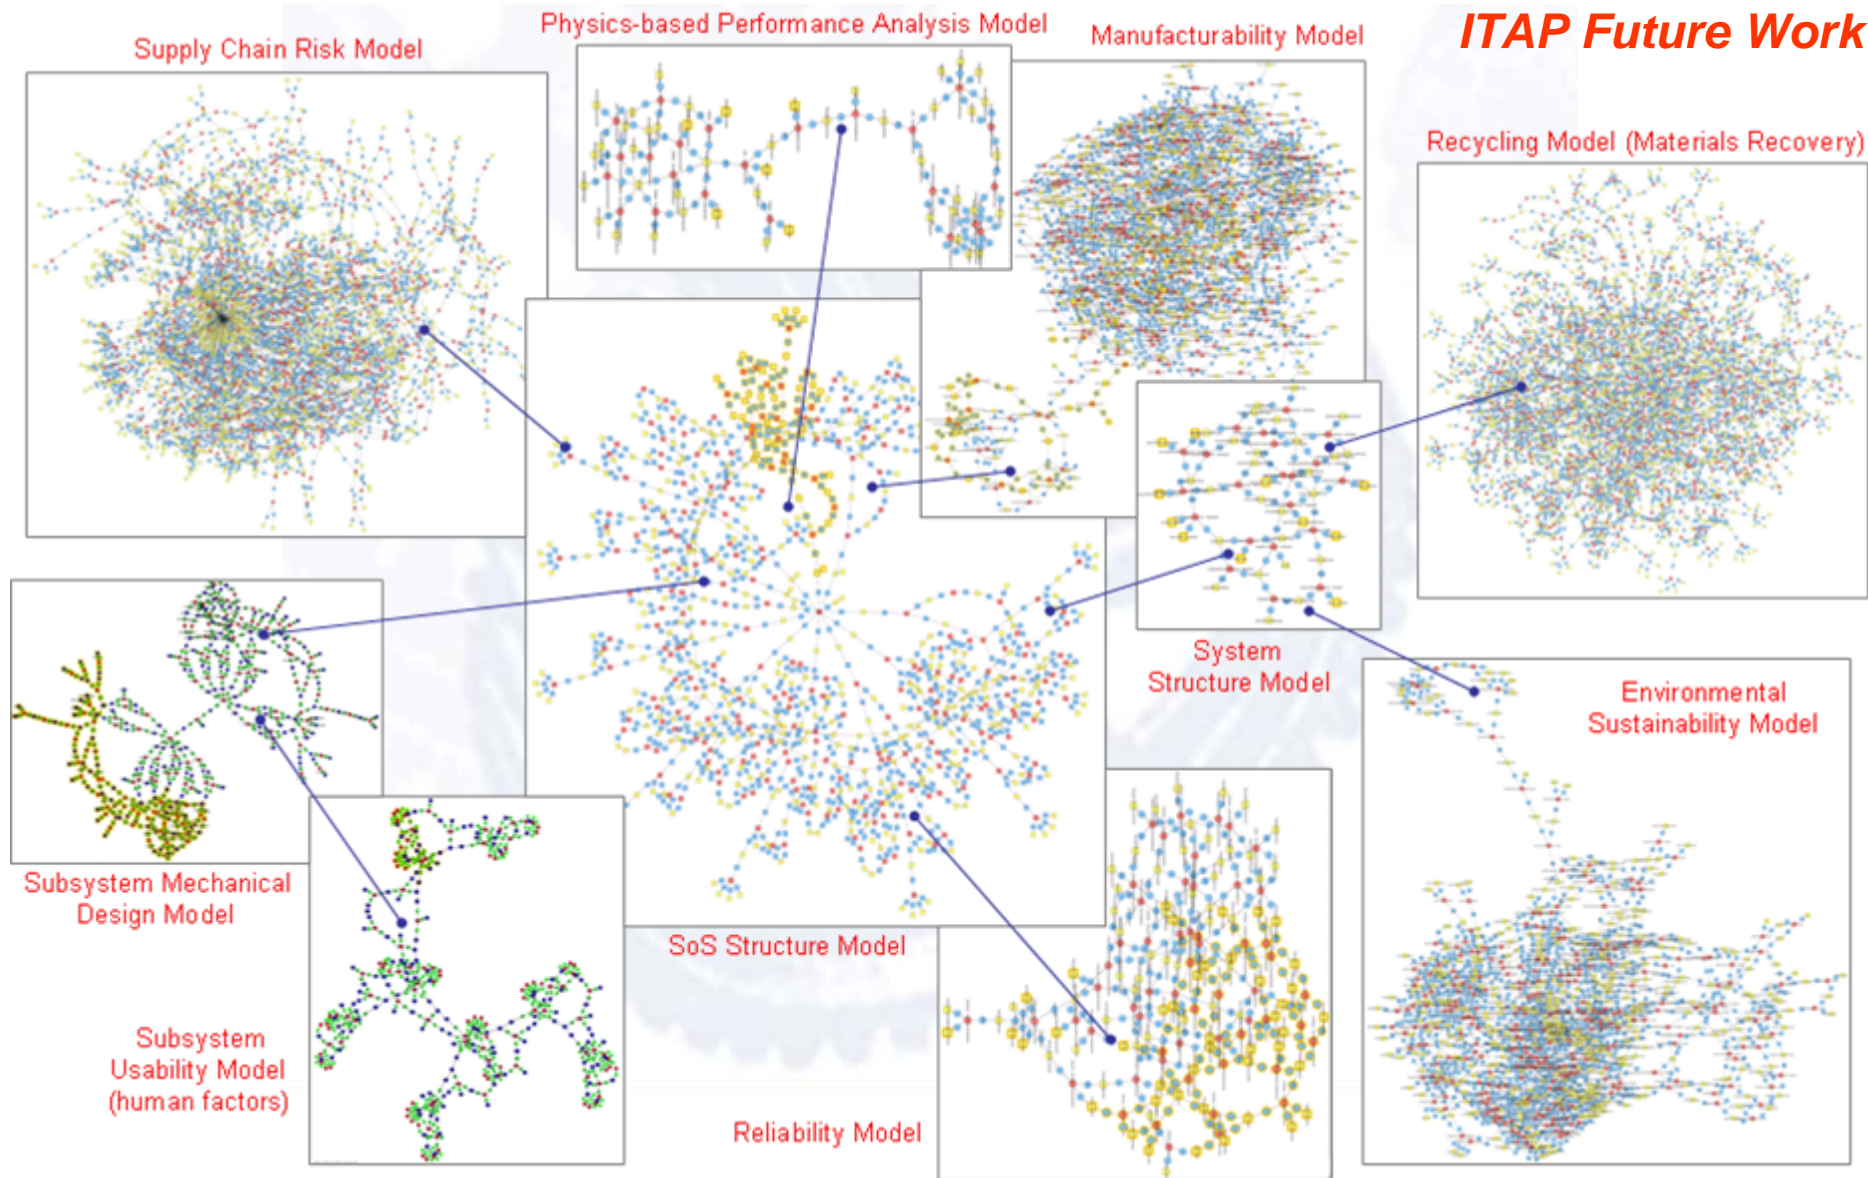 ITAP Future Work
Physics-based Performance Analysis Model
Supply Chain Risk Model
Manufacturability Model
Recycling Model (Materials Recovery)
System
Structure Model
Environmental
Sustainability Model
Subsystem Mechanical
Design Model
SoS Structure Model
Subsystem
Usability Model
(human factors)
Reliability Model